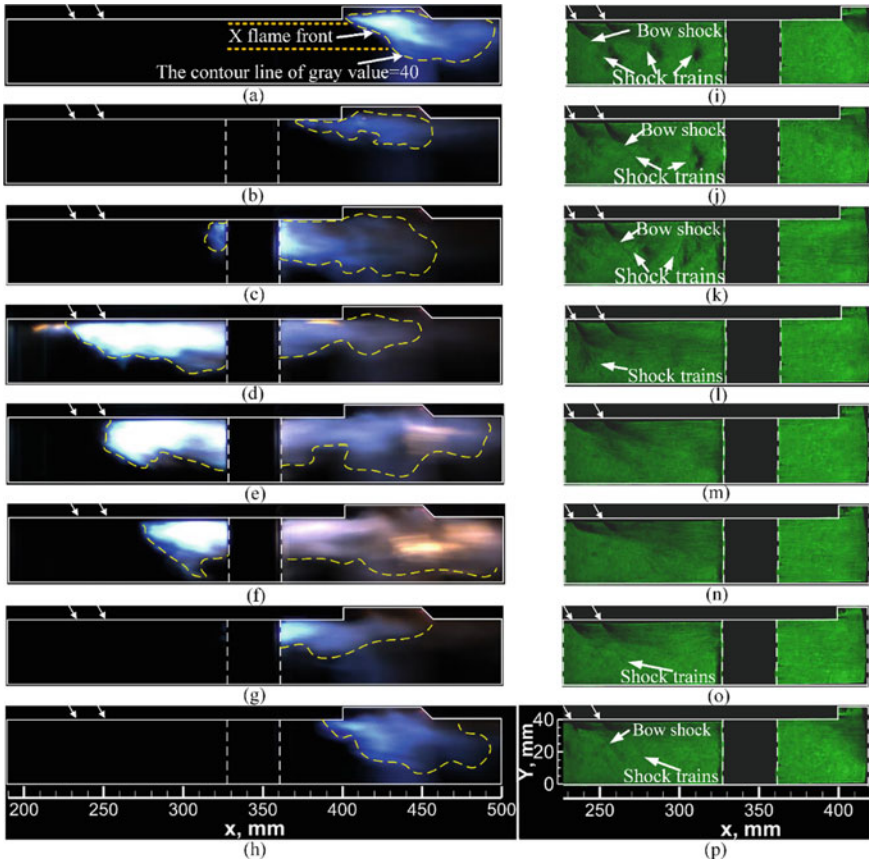 X flame front
The contour line of gray value=40
(a)
Bow shock
Shock trains
(i)
(b)
Bow shock
Shock trains
(j)
(c)
Bow shock
Shock trains
(k)
(d)
Shock trains
(l)
(e)
(m)
(f)
(n)
(g)
Shock trains
(o)
200 250 300 350 400 450 500
x, mm
(h)
Y, mm
40
20
0
Bow shock
Shock trains
250 300 350 400
x, mm
(p)